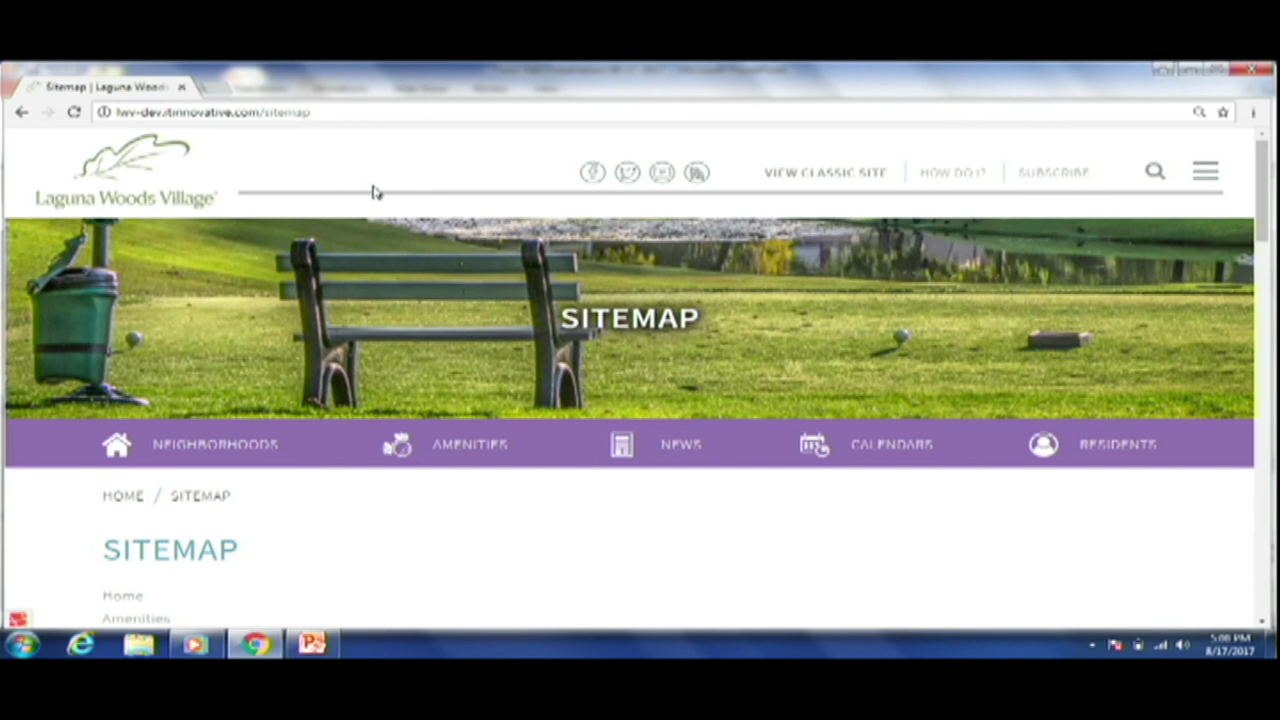 Sitemap | Laguna Woods
lwv-dev.itinnovative.com/sitemap
Laguna Woods Village
VIEW CLASSIC SITE
HOW DO I?
SUBSCRIBE
SITEMAP
NEIGHBORHOODS
AMENITIES
NEWS
CALENDARS
RESIDENTS
HOME / SITEMAP
SITEMAP
Home
Amenities
5:08 PM
8/17/2017